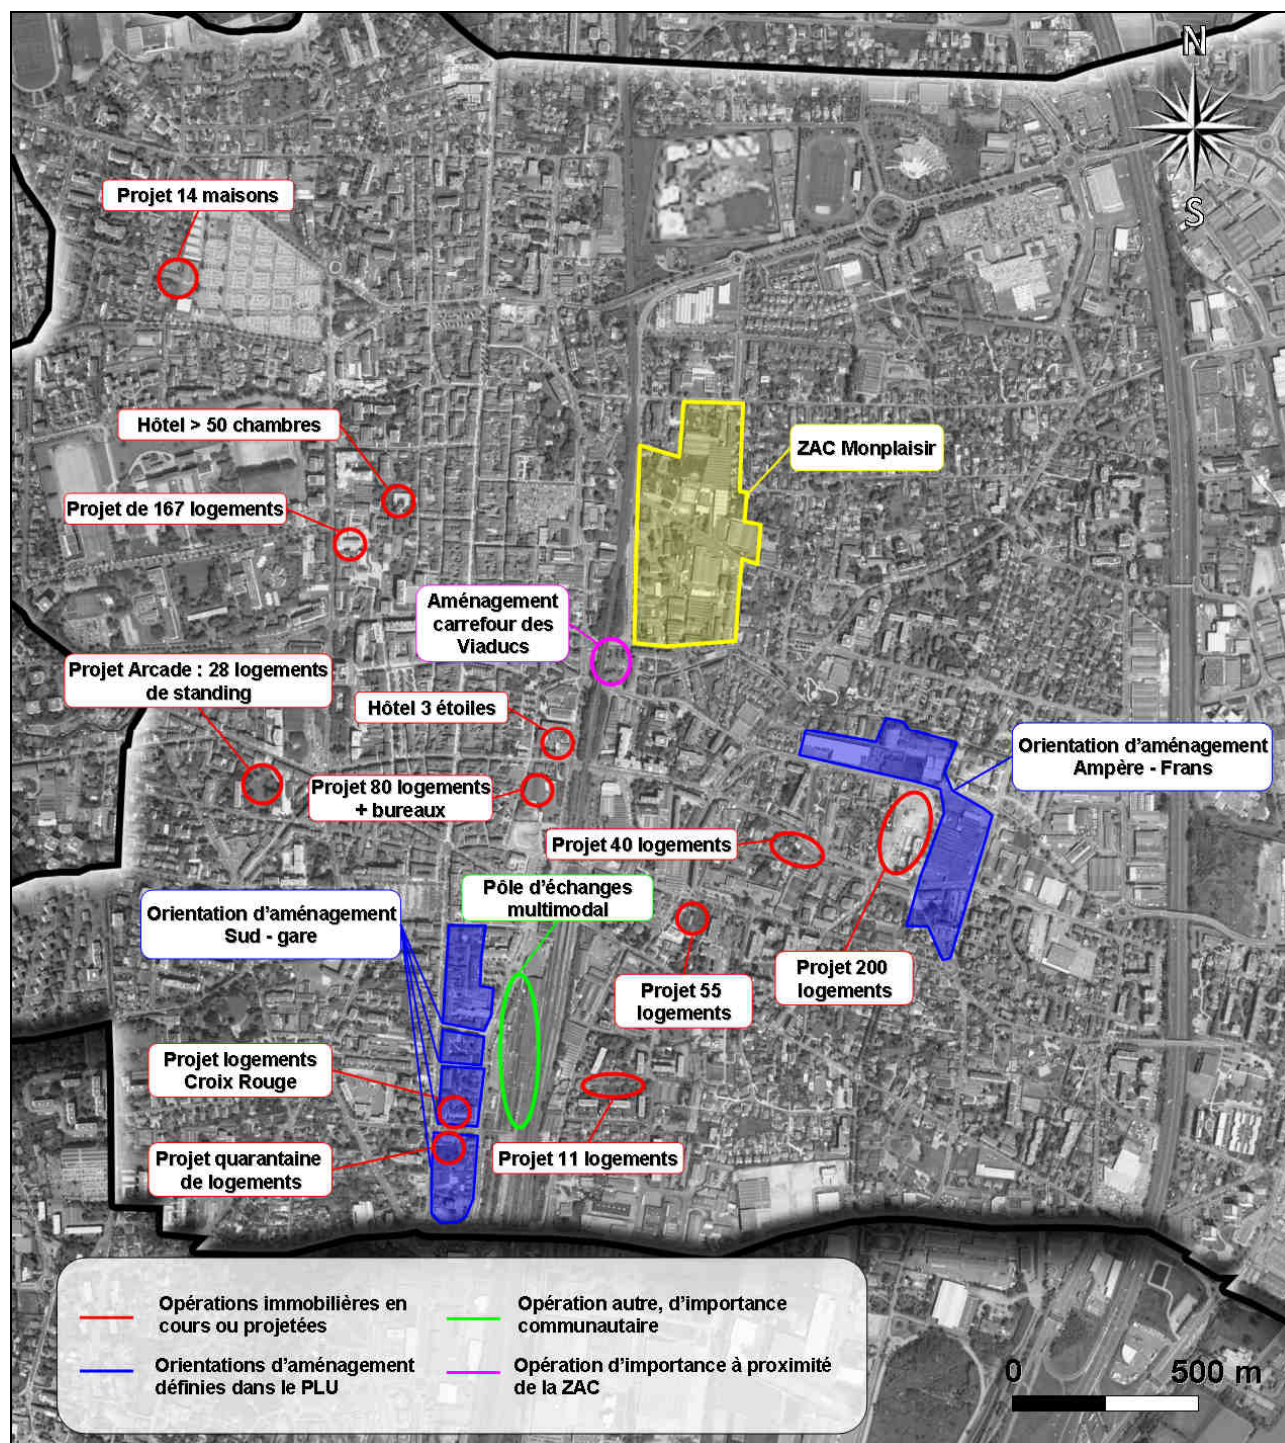 N
S
Projet 14 maisons
Hôtel > 50 chambres
ZAC Monplaisir
Projet de 167 logements
Aménagement
carrefour des
Viaducs
Projet Arcade : 28 logements
de standing
Hôtel 3 étoiles
Orientation d'aménagement
Ampère - Frans
Projet 80 logements
+ bureaux
Projet 40 logements
Pôle d'échanges
multimodal
Orientation d'aménagement
Sud - gare
Projet 200
logements
Projet 55
logements
Projet logements
Croix Rouge
Projet quarantaine
de logements
Projet 11 logements
Opérations immobilières en
cours ou projetées
Opération autre, d'importance
communautaire
Orientations d'aménagement
définies dans le PLU
Opération d'importance à proximité
de la ZAC
0 500 m